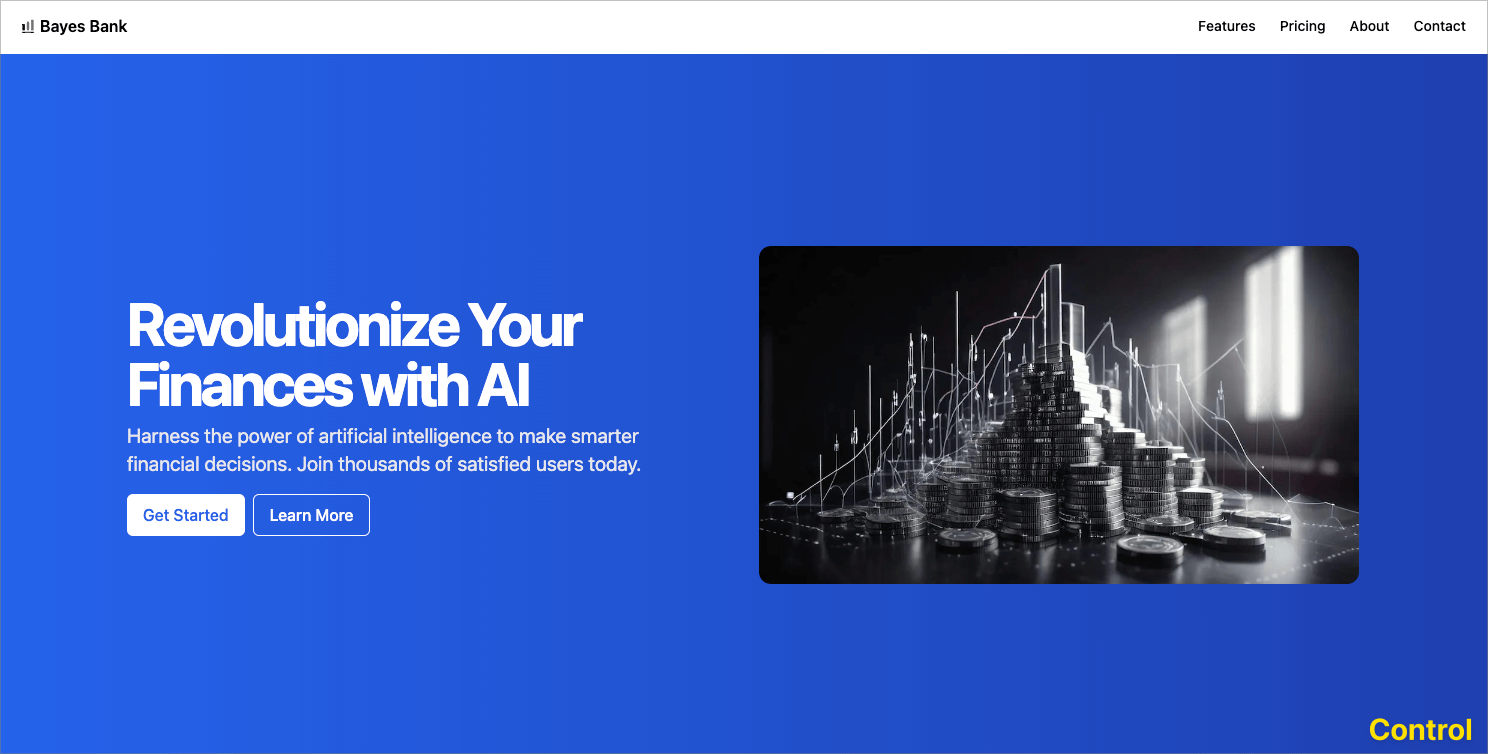 Bayes Bank
Features Pricing About Contact
Revolutionize Your
Finances with AI
Harness the power of artificial intelligence to make smarter
financial decisions. Join thousands of satisfied users today.
Get Started Learn More
Control